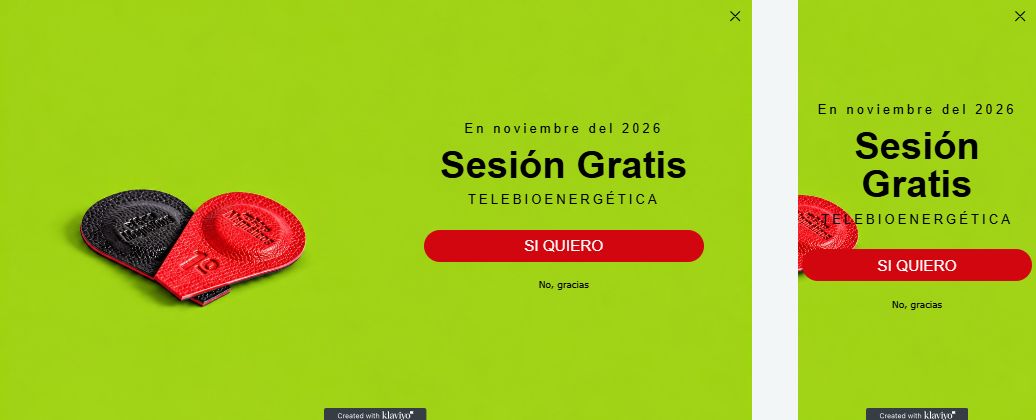 En noviembre del 2026
Sesión Gratis
TELEBIOENERGÉTICA
SI QUIERO
No, gracias
Created with klaviyo
En noviembre del 2026
Sesión
Gratis
TELEBIOENERGÉTICA
SI QUIERO
No, gracias
Created with klaviyo